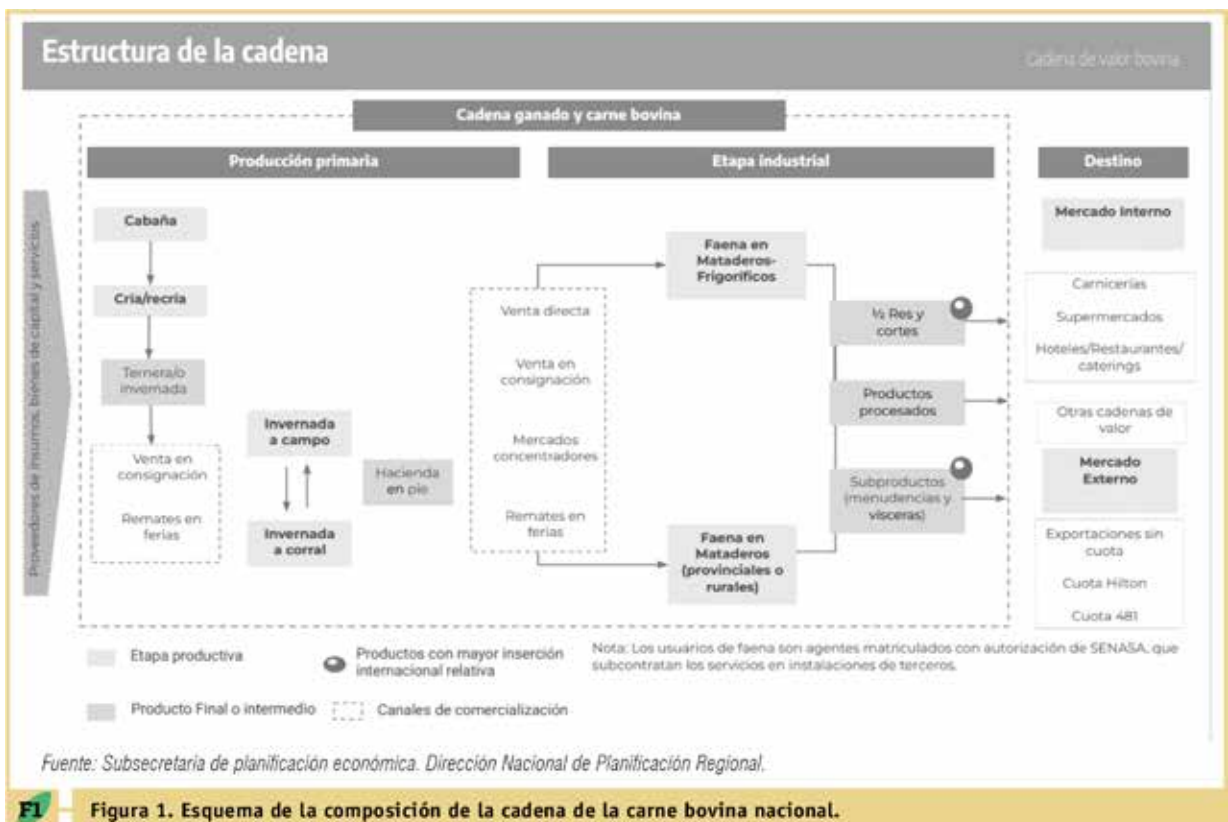 Estructura de la cadena
Cadena de valor bovina
Cadena ganado y carne bovina
Producción primaria
Etapa industrial
Destino
Proveedores de insumos, bienes de capital y servicios
Cabaña
Cría/recría
Ternera/o
invernada
Venta en
consignación
Remates en
ferias
Invernada
a campo
Invernada
a corral
Hacienda
en pie
Venta directa
Venta en
consignación
Mercados
concentradores
Remates en
ferias
Faena en
Mataderos-
Frigoríficos
Faena en
Mataderos
(provinciales o
rurales)
½ Res y
cortes
Productos
procesados
Subproductos
(menudencias y
vísceras)
Mercado Interno
Carnicerías
Supermercados
Hoteles/Restaurantes/
caterings
Otras cadenas de
valor
Mercado
Externo
Exportaciones sin
cuota
Cuota Hilton
Cuota 481
Etapa productiva
Productos con mayor inserción
internacional relativa
Nota: Los usuarios de faena son agentes matriculados con autorización de SENASA, que
subcontratan los servicios en instalaciones de terceros.
Producto Final o intermedio
Canales de comercialización
Fuente: Subsecretaria de planificación económica. Dirección Nacional de Planificación Regional.
F1
Figura 1. Esquema de la composición de la cadena de la carne bovina nacional.